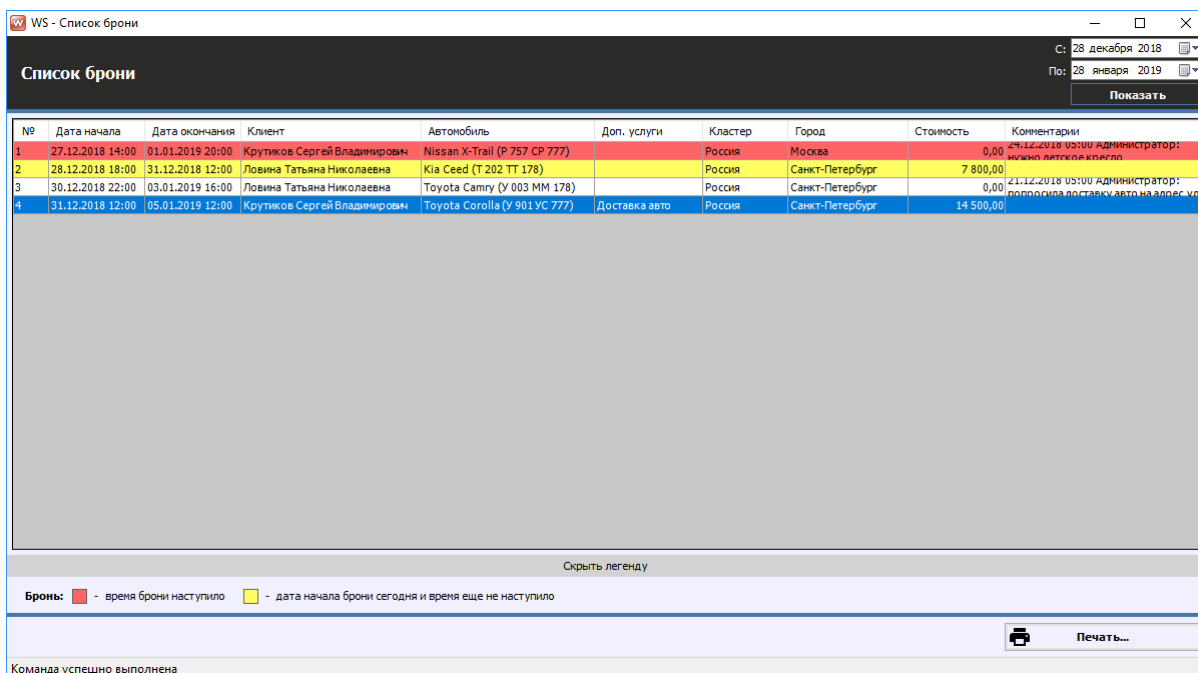 WS - Список брони
С: 28 декабря 2018
Список брони
По: 28 января 2019
Показать
№ Дата начала Дата окончания Клиент Автомобиль Доп. услуги Кластер Город Стоимость Комментарии
1 27.12.2018 14:00 01.01.2019 20:00 Крутиков Сергей Владимирович Nissan X-Trail (Р 757 СР 777) Россия Москва 0,00 24.12.2018 05:00 Администратор: нужно детское кресло
2 28.12.2018 18:00 31.12.2018 12:00 Ловина Татьяна Николаевна Kia Ceed (Т 202 ТТ 178) Россия Санкт-Петербург 7 800,00
3 30.12.2018 22:00 03.01.2019 16:00 Ловина Татьяна Николаевна Toyota Camry (У 003 ММ 178) Россия Санкт-Петербург 0,00 21.12.2018 05:00 Администратор: попросила доставку авто на адрес ул
4 31.12.2018 12:00 05.01.2019 12:00 Крутиков Сергей Владимирович Toyota Corolla (У 901 УС 777) Доставка авто Россия Санкт-Петербург 14 500,00
Скрыть легенду
Бронь: - время брони наступило - дата начала брони сегодня и время еще не наступило
Печать...
Команда успешно выполнена